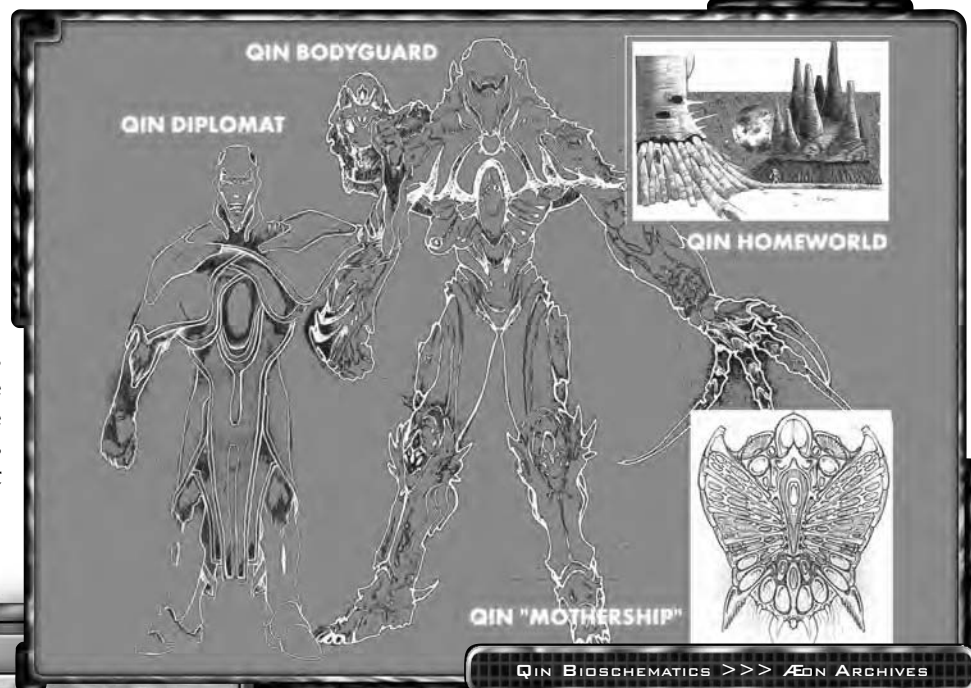 QIN BODYGUARD
QIN DIPLOMAT
QIN HOMEWORLD
QIN "MOTHERSHIP"
QIN BIOSCHEMATICS >>> ÆON ARCHIVES